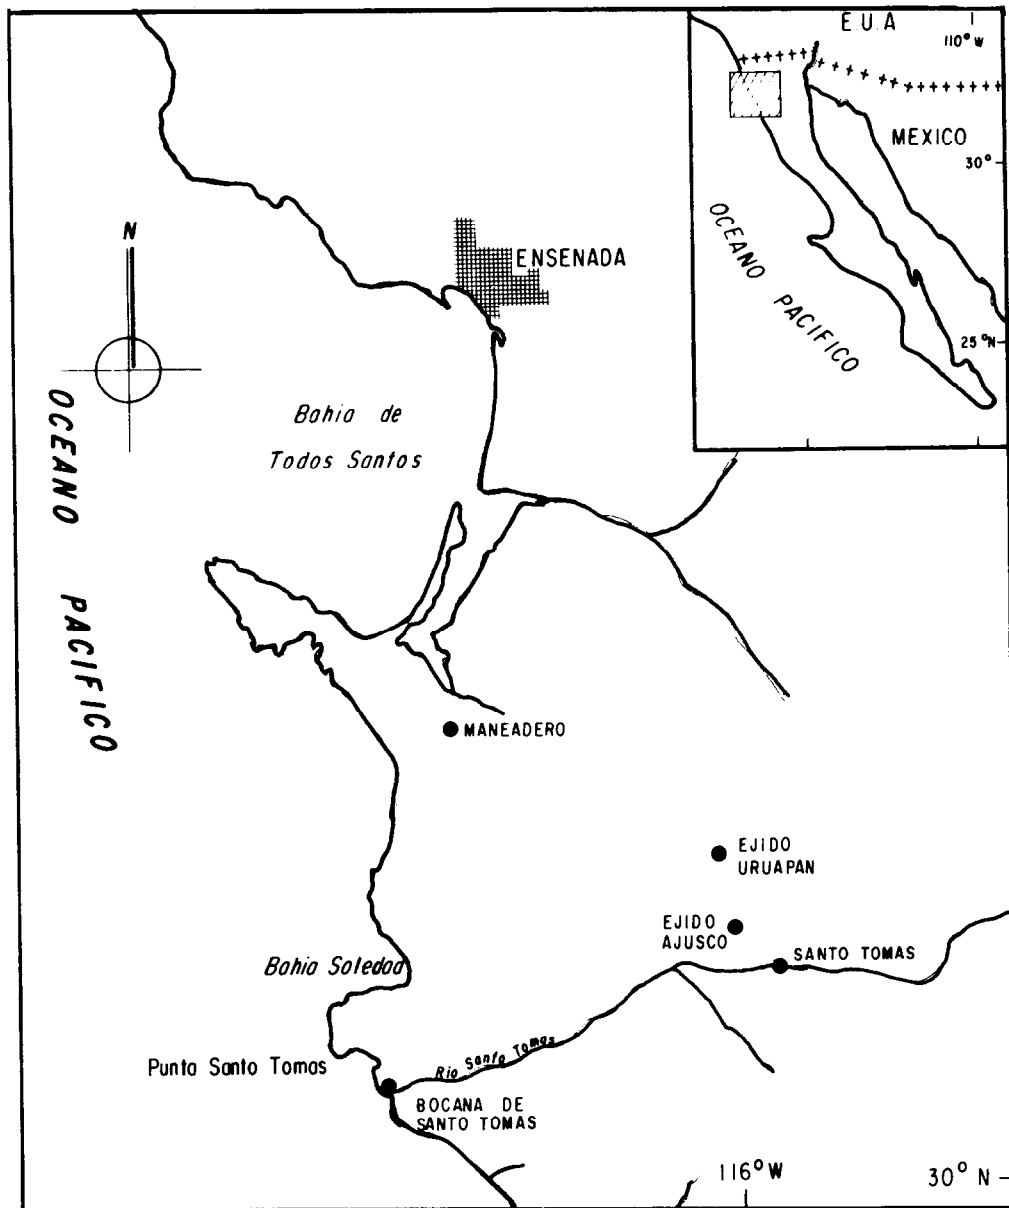 E.U.A
110° W
MEXICO
30°
OCEANO PACIFICO
25°N
N
ENSENADA
Bahia de
Todos Santos
OCEANO PACIFICO
MANEADERO
EJIDO
URUAPAN
EJIDO
AJUSCO
SANTO TOMAS
Bahia Soledad
Rio Santo Tomas
Punta Santo Tomas
BOCANA DE
SANTO TOMAS
116° W
30° N